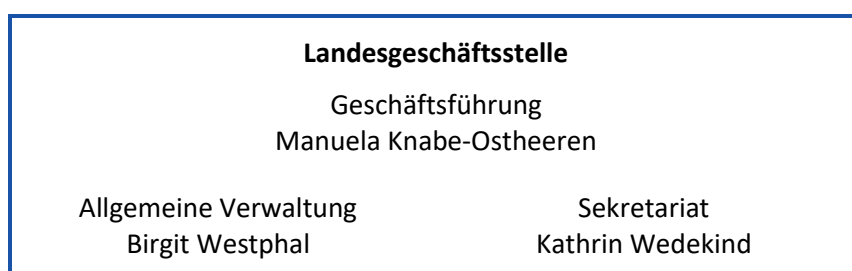 Landesgeschäftsstelle
Geschäftsführung
Manuela Knabe-Ostheeren
Allgemeine Verwaltung
Birgit Westphal
Sekretariat
Kathrin Wedekind